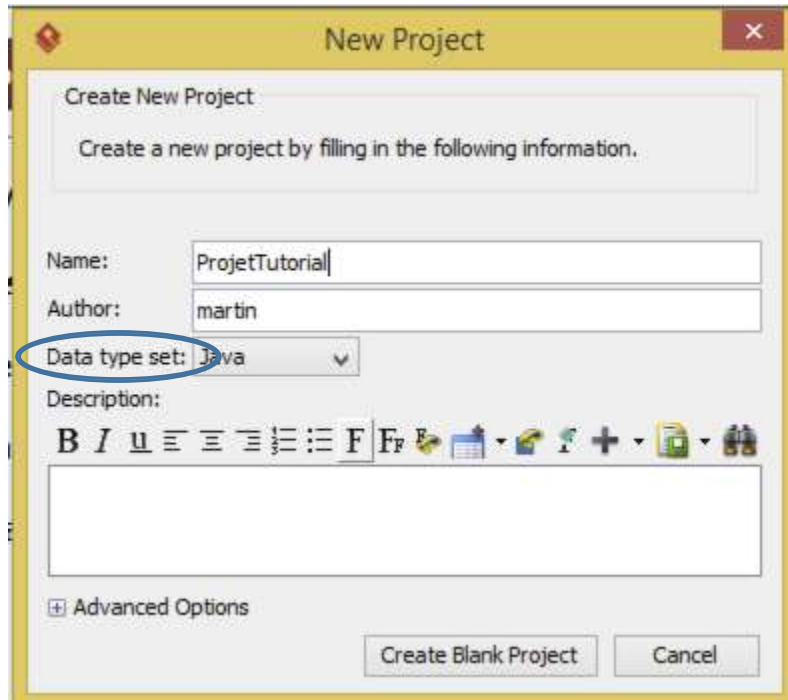 New Project
Create New Project
Create a new project by filling in the following information.
Name: ProjetTutorial
Author: martin
Data type set: Java
Description:
B I u F FF
Advanced Options
Create Blank Project Cancel